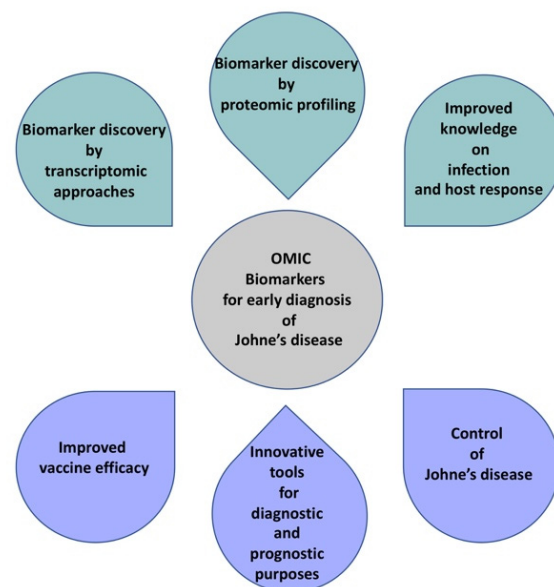 Biomarker discovery
by
transcriptomic
approaches
Biomarker discovery
by
proteomic profiling
Improved
knowledge
on
infection
and host response
OMIC
Biomarkers
for early diagnosis
of
Johne's disease
Improved
vaccine efficacy
Innovative
tools
for
diagnostic
and
prognostic
purposes
Control
of
Johne's disease